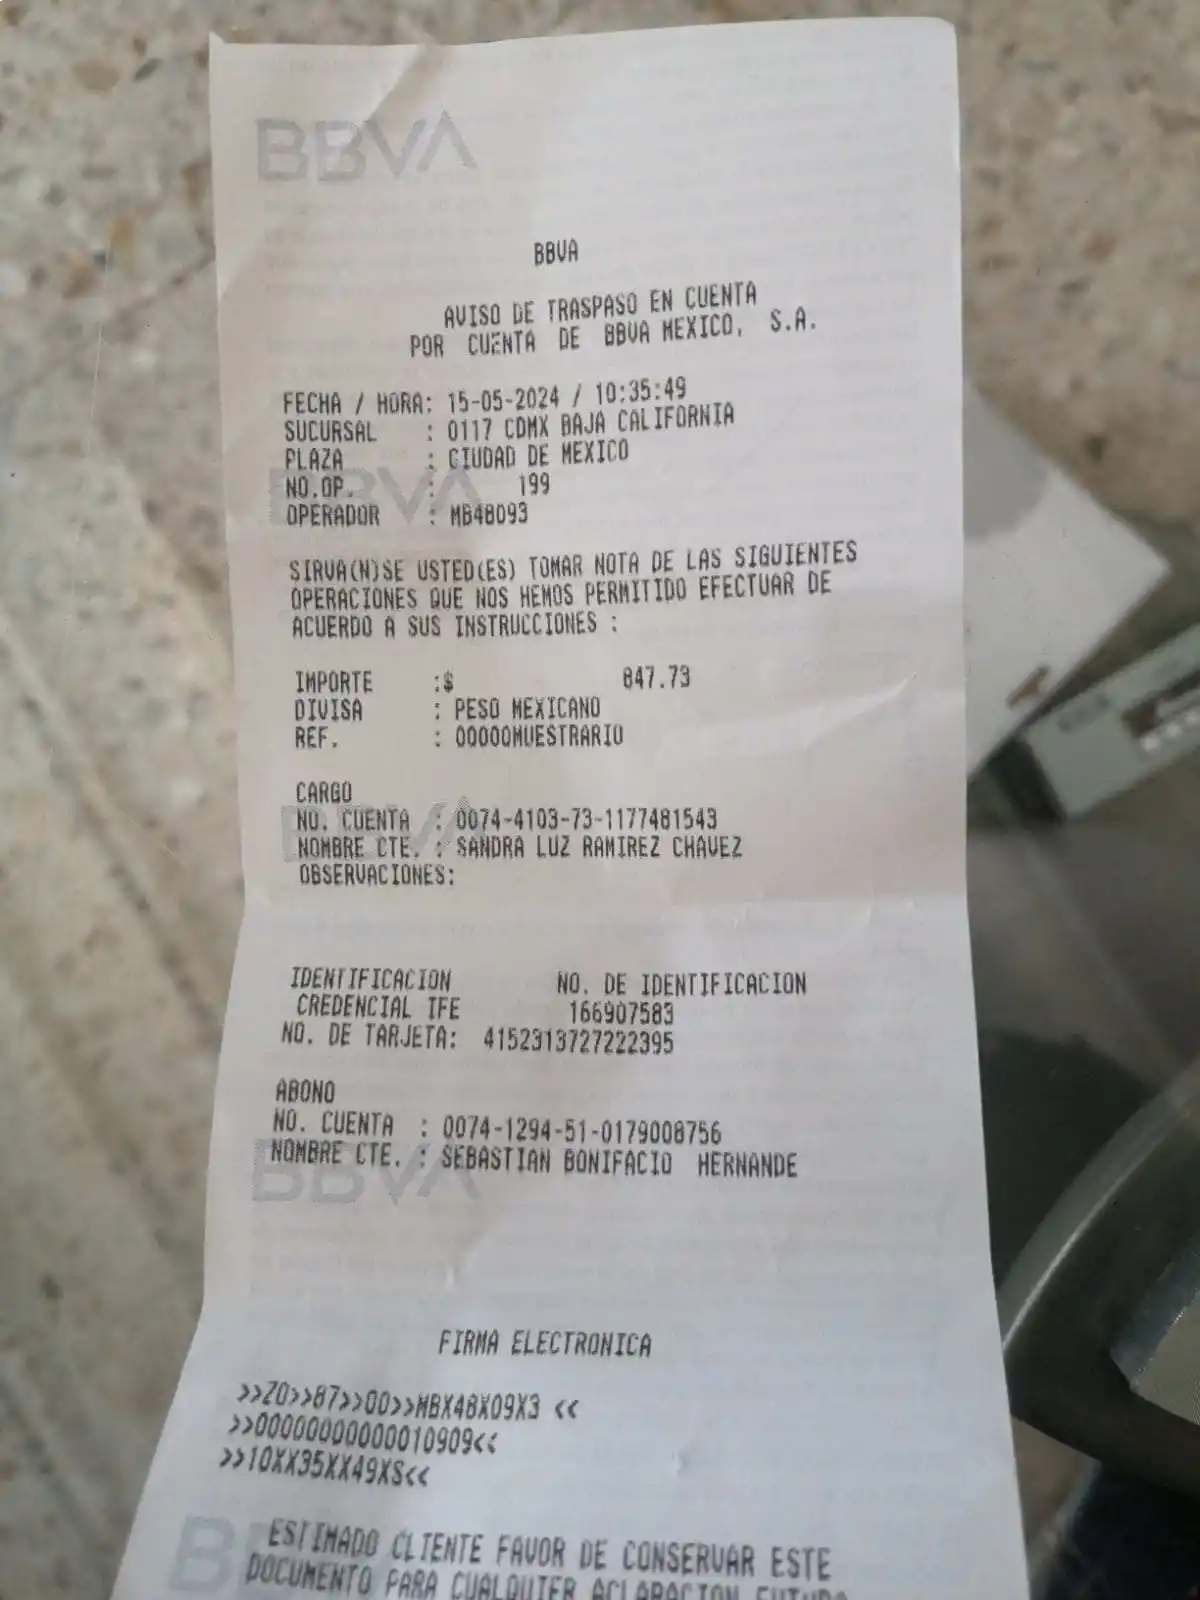 BBVA
BBVA
AVISO DE TRASPASO EN CUENTA
POR CUENTA DE BBVA MEXICO, S.A.
FECHA / HORA: 15-05-2024 / 10:35:49
SUCURSAL : 0117 CDMX BAJA CALIFORNIA
PLAZA : CIUDAD DE MEXICO
NO.OP. : 199
OPERADOR : MB48093
SIRVA(N)SE USTED(ES) TOMAR NOTA DE LAS SIGUIENTES
OPERACIONES QUE NOS HEMOS PERMITIDO EFECTUAR DE
ACUERDO A SUS INSTRUCCIONES :
IMPORTE :$ 847.73
DIVISA : PESO MEXICANO
REF. : 00000MUESTRARIO
CARGO
NO. CUENTA : 0074-4103-73-1177481543
NOMBRE CTE. : SANDRA LUZ RAMIREZ CHAVEZ
OBSERVACIONES:
IDENTIFICACION NO. DE IDENTIFICACION
CREDENCIAL IFE 166907583
NO. DE TARJETA: 4152313727222395
ABONO
NO. CUENTA : 0074-1294-51-0179008756
NOMBRE CTE. : SEBASTIAN BONIFACIO HERNANDE
BBVA
FIRMA ELECTRONICA
>>ZO>>87>>00>>MBX48X09X3 <<
>>00000000000010909<<
>>10XX35XX49XS<<
ESTIMADO CLIENTE FAVOR DE CONSERVAR ESTE
DOCUMENTO PARA CUALQUIER ACLARACION FUTURA